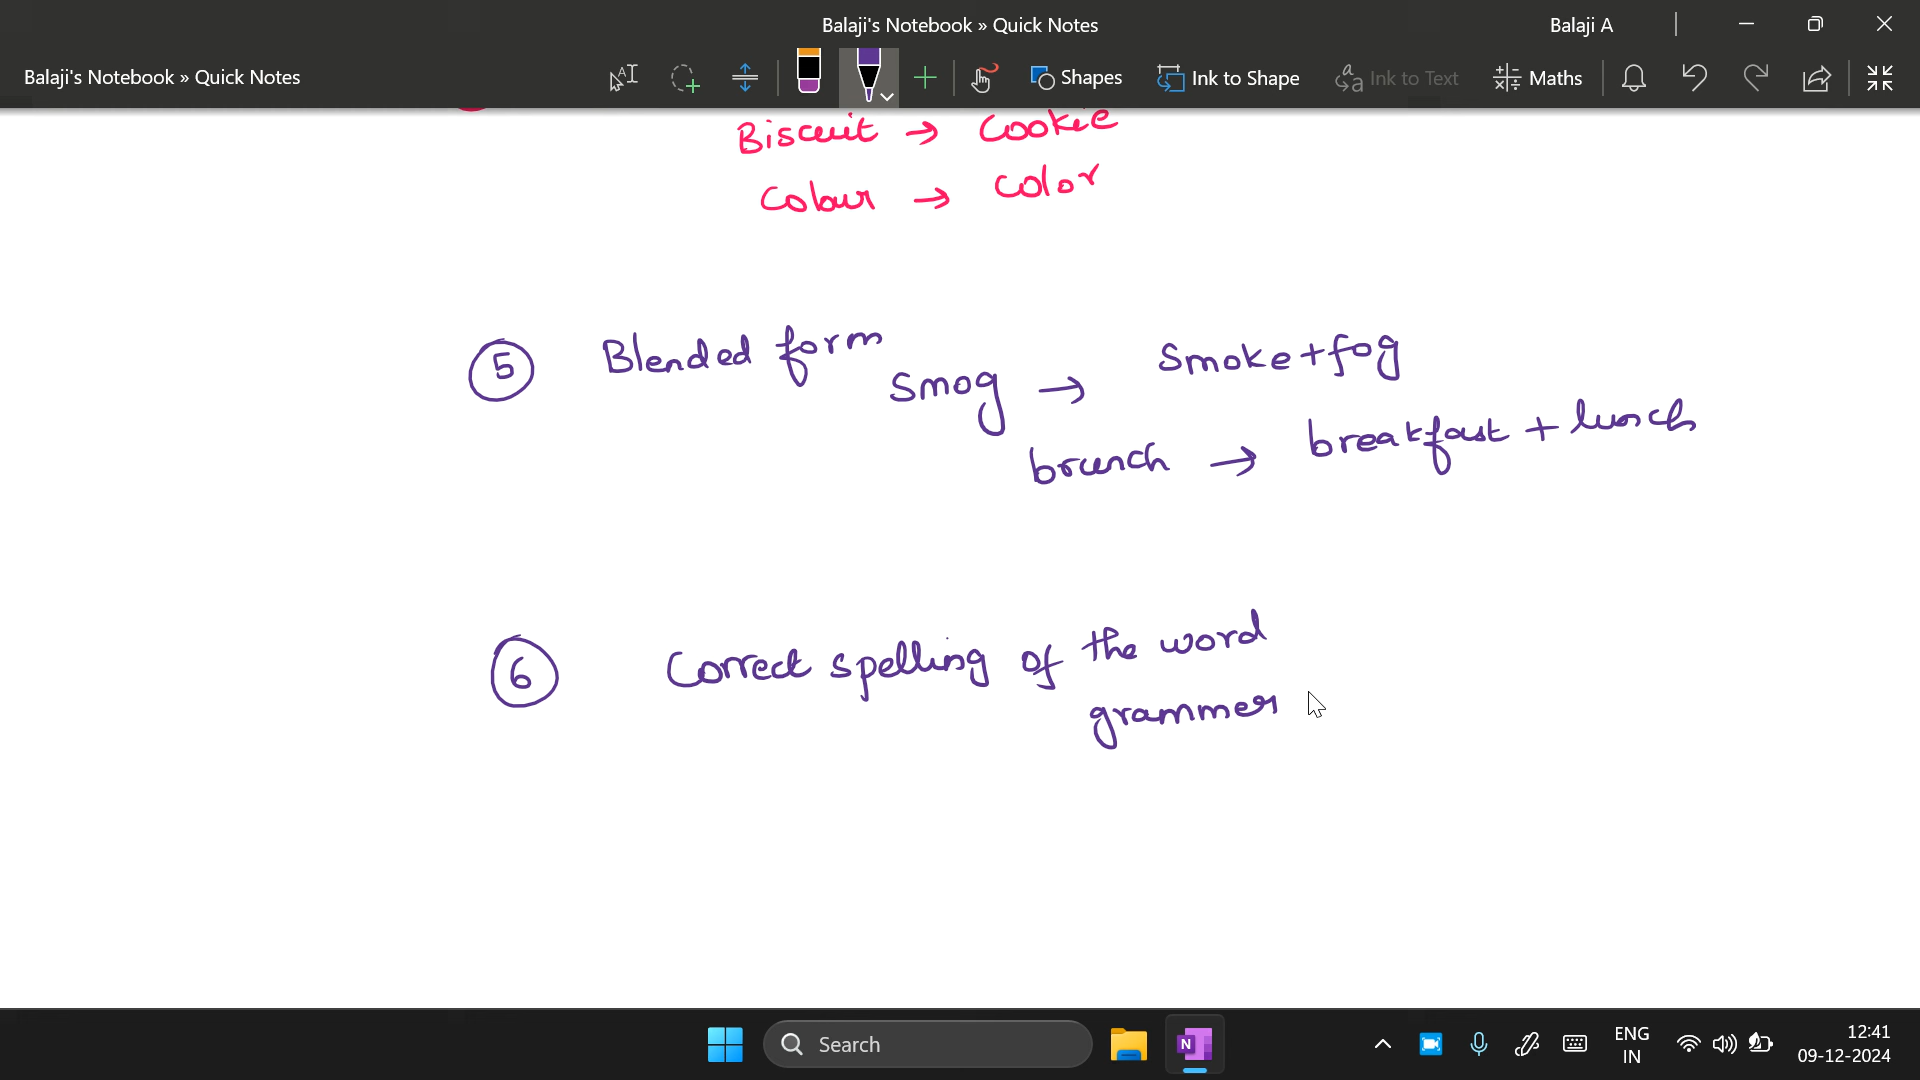 Balaji's Notebook » Quick Notes
Balaji A
Balaji's Notebook » Quick Notes
Shapes
Ink to Shape
Ink to Text
Maths
Biscuit → Cookie
Colour → Color
5 Blended form
Smog → Smoke+fog
brunch → breakfast + lunch
6 Correct spelling of the word
grammer
Search
ENG
IN
12:41
09-12-2024